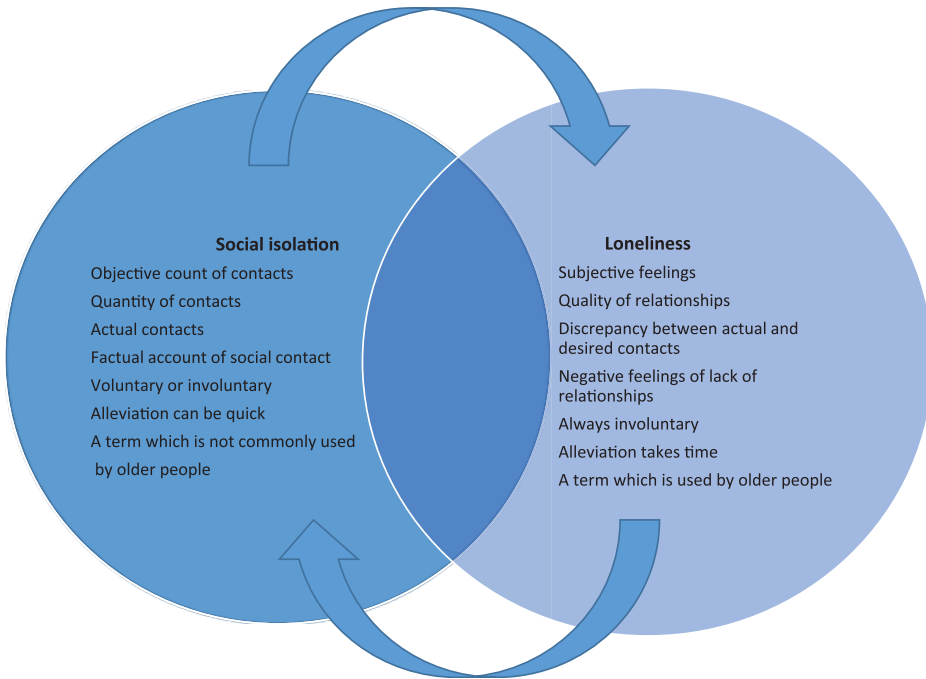 Social isolation
Objective count of contacts
Quantity of contacts
Actual contacts
Factual account of social contact
Voluntary or involuntary
Alleviation can be quick
A term which is not commonly used
by older people
Loneliness
Subjective feelings
Quality of relationships
Discrepancy between actual and
desired contacts
Negative feelings of lack of
relationships
Always involuntary
Alleviation takes time
A term which is used by older people